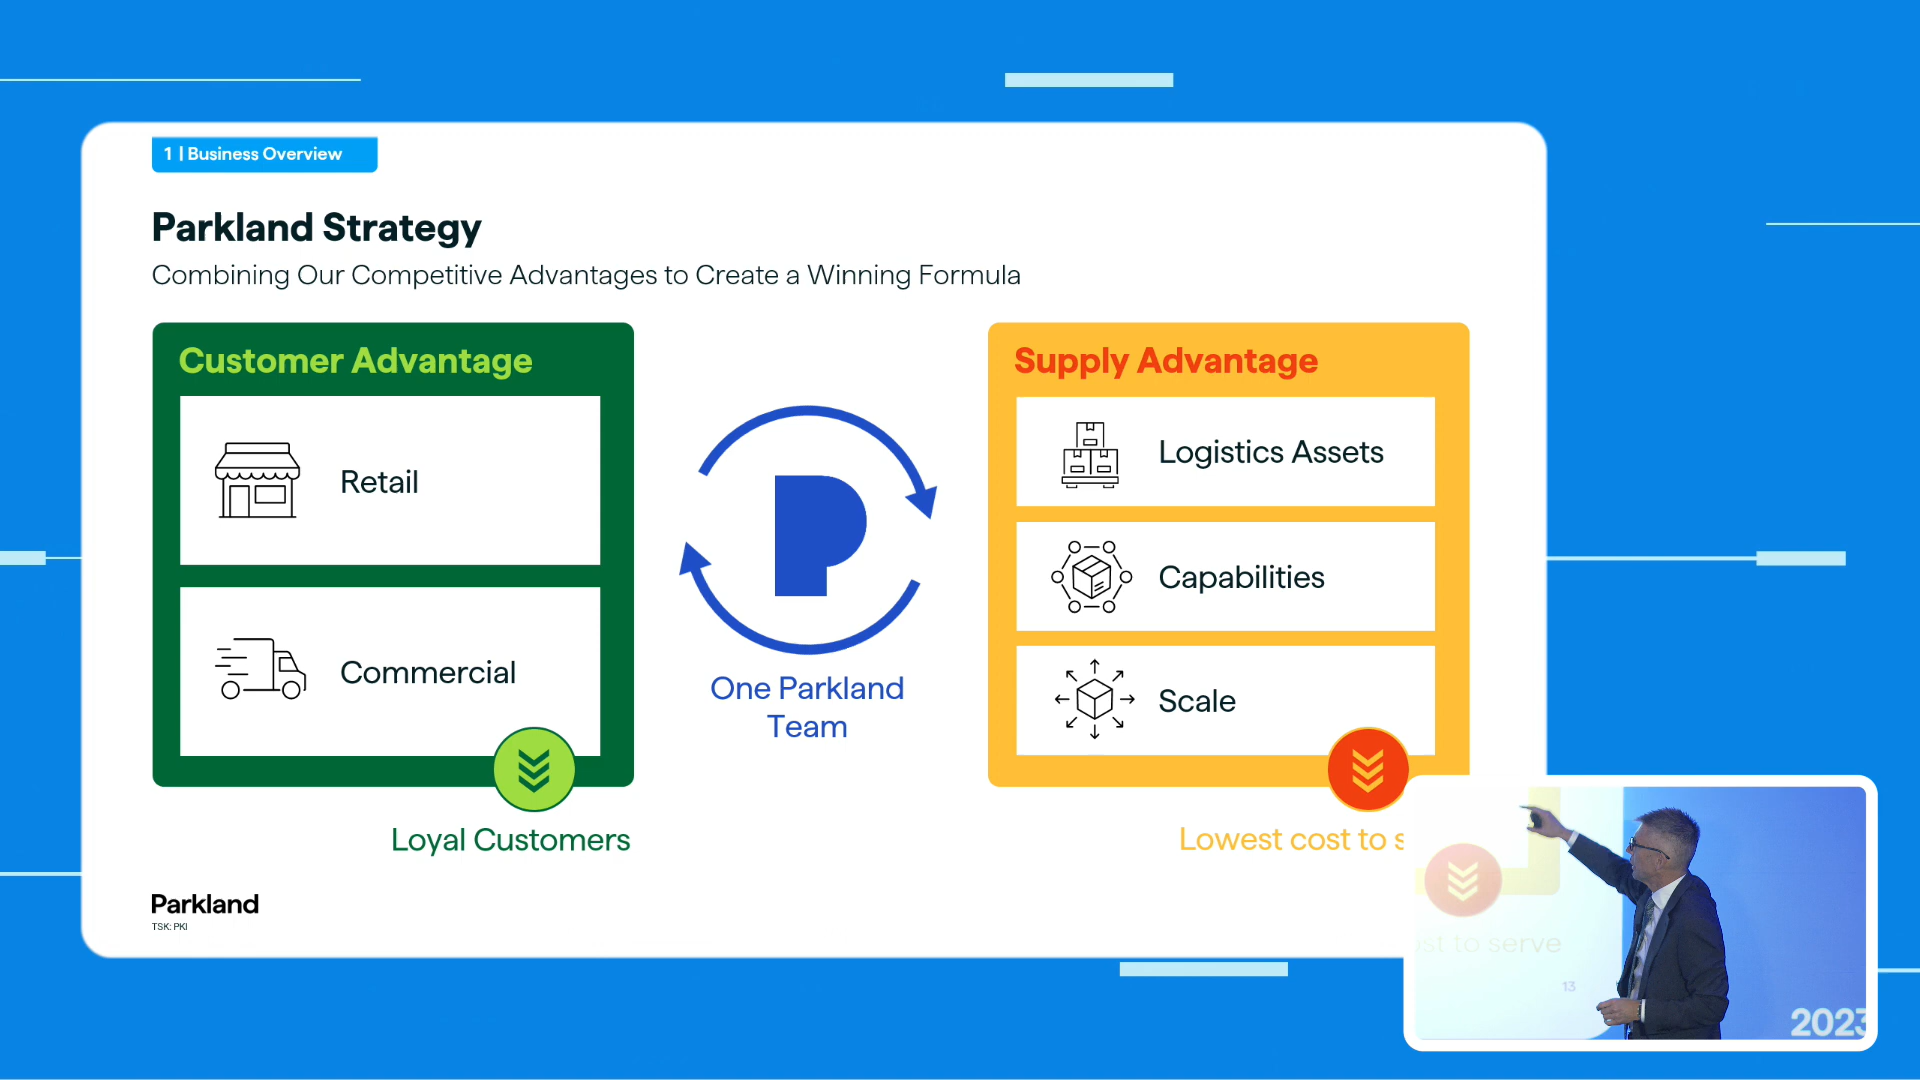 1 | Business Overview
Parkland Strategy
Combining Our Competitive Advantages to Create a Winning Formula
Customer Advantage
Retail
Commercial
Loyal Customers
P
One Parkland
Team
Supply Advantage
Logistics Assets
Capabilities
Scale
Lowest cost to s
Parkland
TSK: PKI
st to serve
13
2023